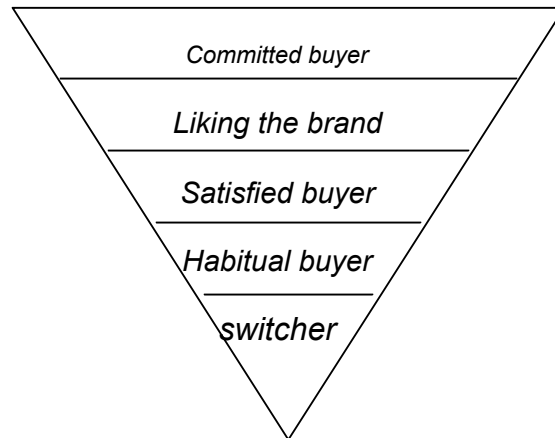 Committed buyer
Liking the brand
Satisfied buyer
Habitual buyer
switcher